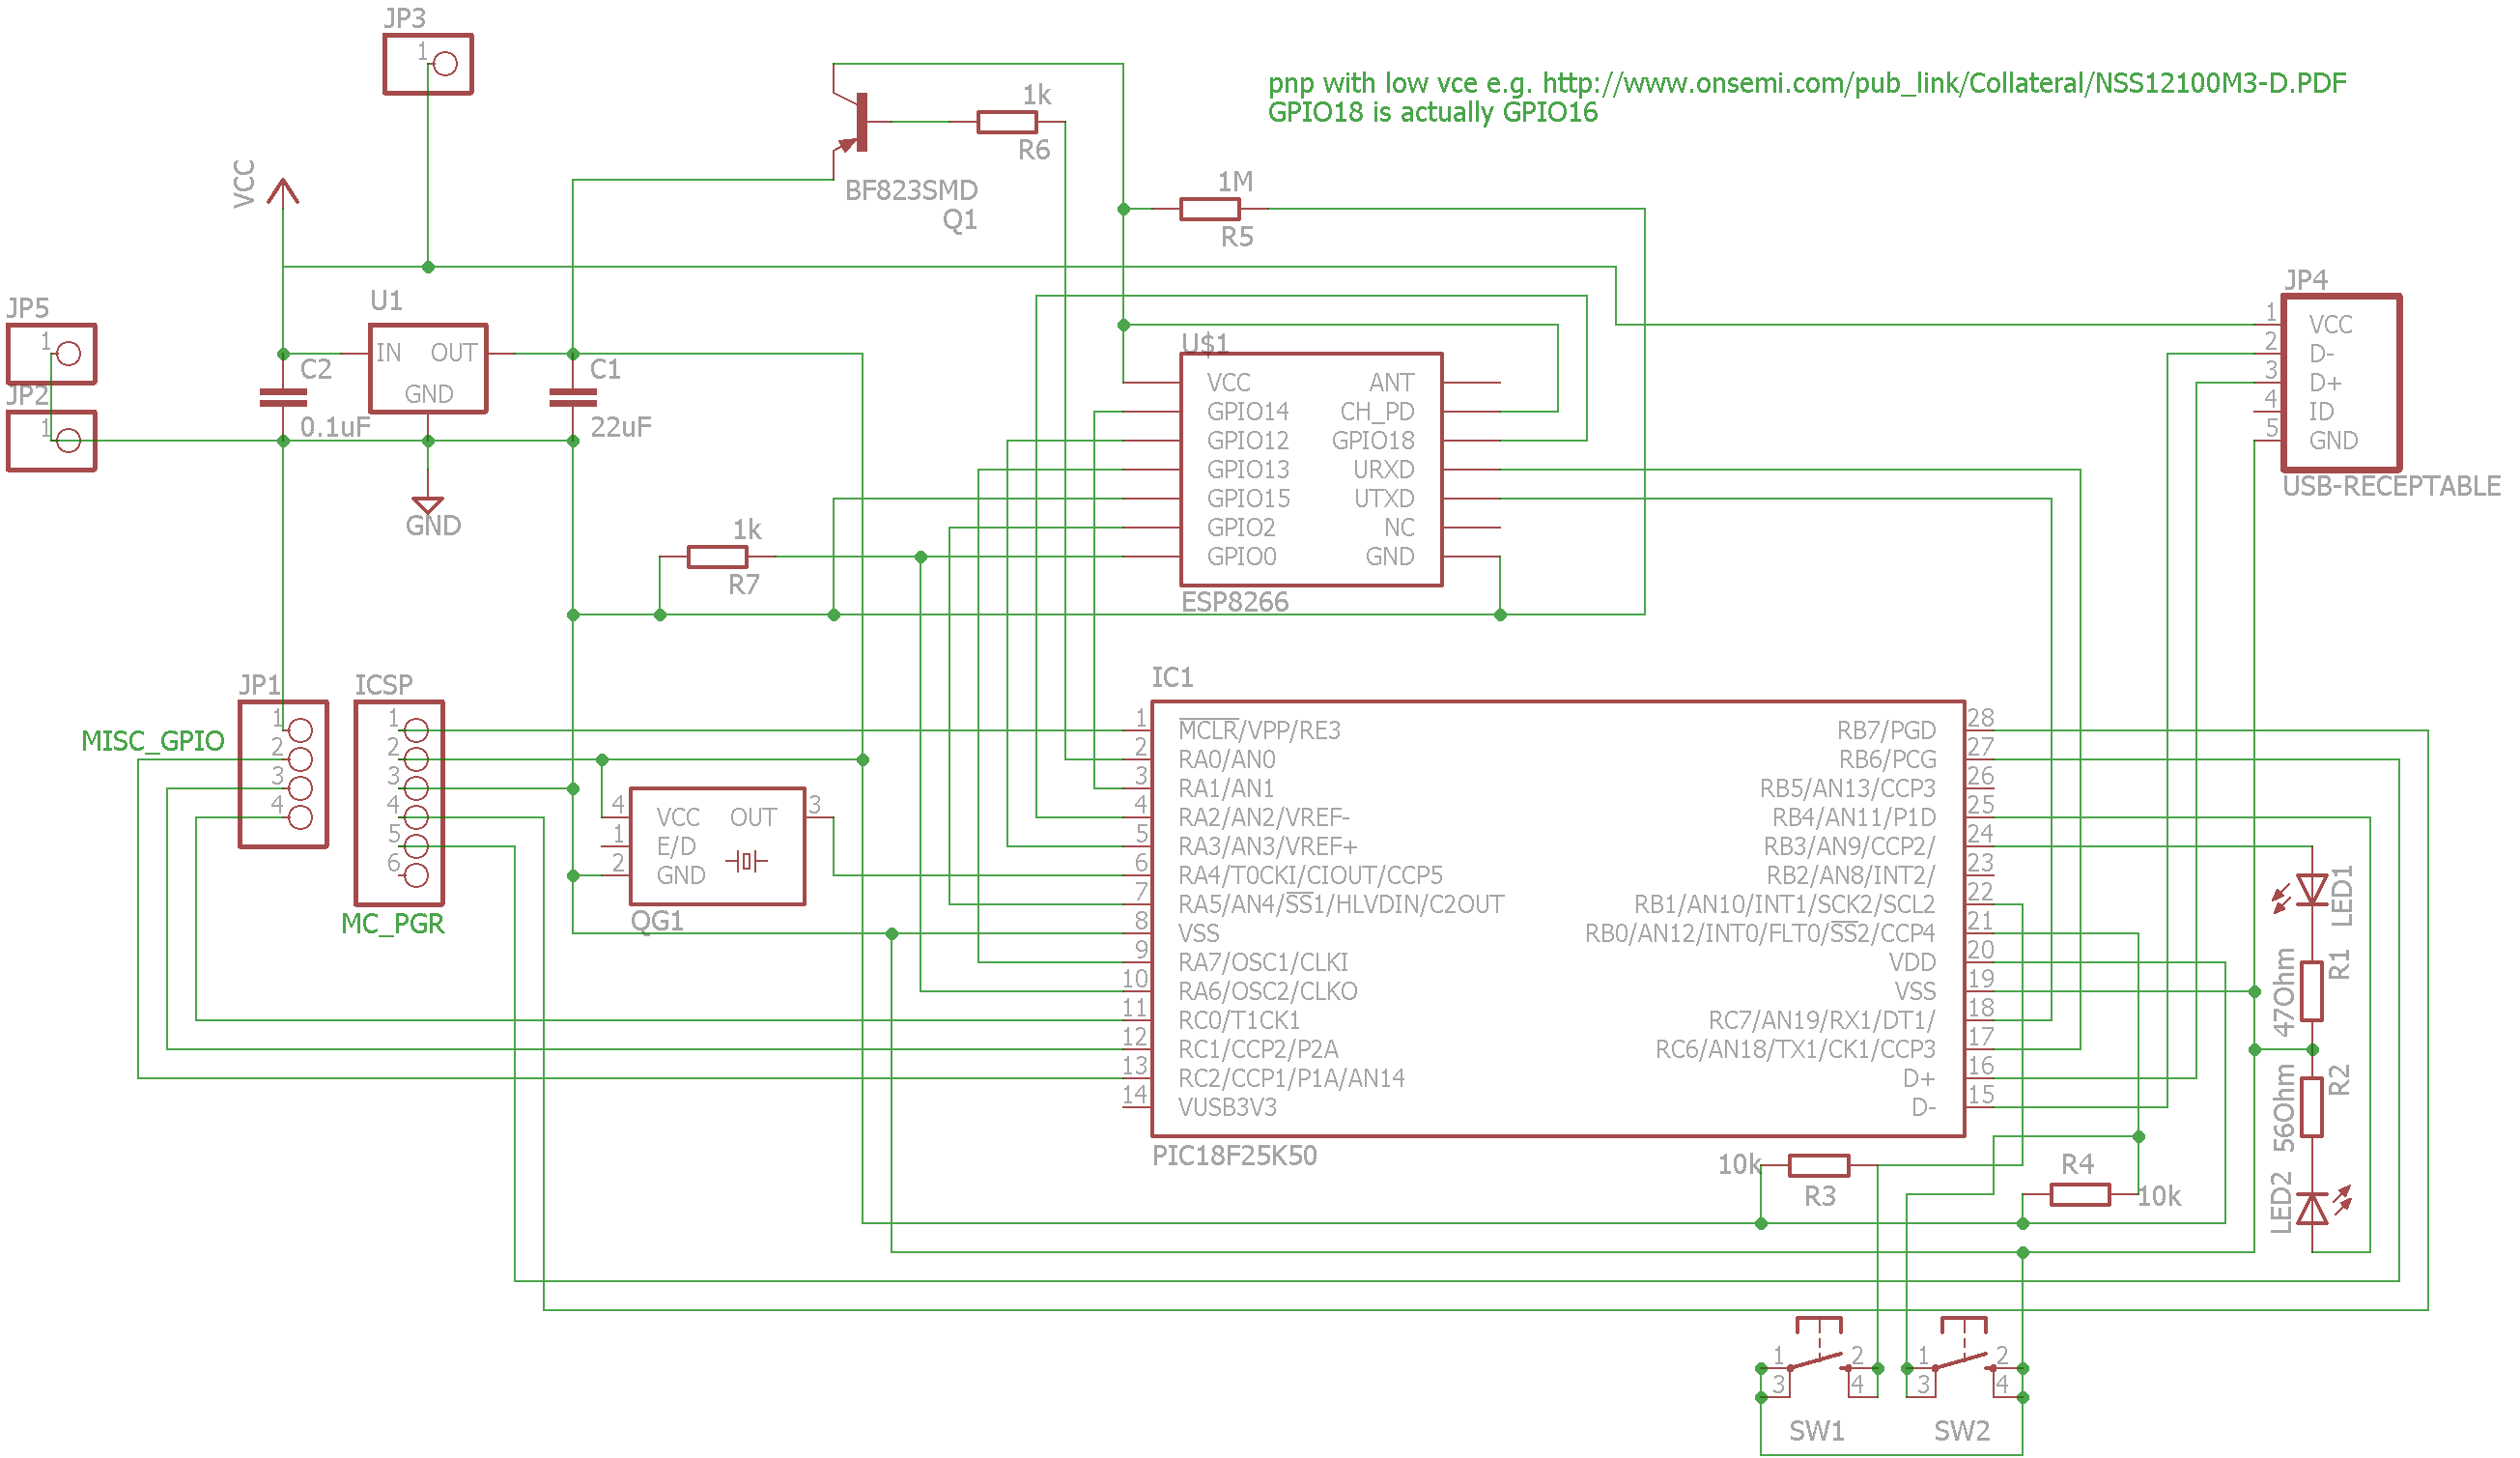 JP3
1
pnp with low vce e.g. http://www.onsemi.com/pub_link/Collateral/NSS12100M3-D.PDF
GPIO18 is actually GPIO16
1k
R6
VCC
BF823SMD
Q1
1M
R5
JP5
1
JP2
1
U1
IN OUT
GND
C2
0.1uF
C1
22uF
GND
JP4
1 VCC
2 D-
3 D+
4 ID
5 GND
USB-RECEPTABLE
U$1
VCC ANT
GPIO14 CH_PD
GPIO12 GPIO18
GPIO13 URXD
GPIO15 UTXD
GPIO2 NC
GPIO0 GND
ESP8266
1k
R7
JP1
MISC_GPIO
1
2
3
4
ICSP
1
2
3
4
5
6
MC_PGR
4 VCC OUT 3
1 E/D
2 GND
QG1
IC1
1 MCLR/VPP/RE3 RB7/PGD 28
2 RA0/AN0 RB6/PCG 27
3 RA1/AN1 RB5/AN13/CCP3 26
4 RA2/AN2/VREF- RB4/AN11/P1D 25
5 RA3/AN3/VREF+ RB3/AN9/CCP2/ 24
6 RA4/T0CKI/CIOUT/CCP5 RB2/AN8/INT2/ 23
7 RA5/AN4/SS1/HLVDIN/C2OUT RB1/AN10/INT1/SCK2/SCL2 22
8 VSS RB0/AN12/INT0/FLT0/SS2/CCP4 21
9 RA7/OSC1/CLKI VDD 20
10 RA6/OSC2/CLKO VSS 19
11 RC0/T1CK1 RC7/AN19/RX1/DT1/ 18
12 RC1/CCP2/P2A RC6/AN18/TX1/CK1/CCP3 17
13 RC2/CCP1/P1A/AN14 D+ 16
14 VUSB3V3 D- 15
PIC18F25K50
LED1
47Ohm
R1
56Ohm
R2
LED2
10k
R3
R4
10k
1 2
3 4
SW1
1 2
3 4
SW2